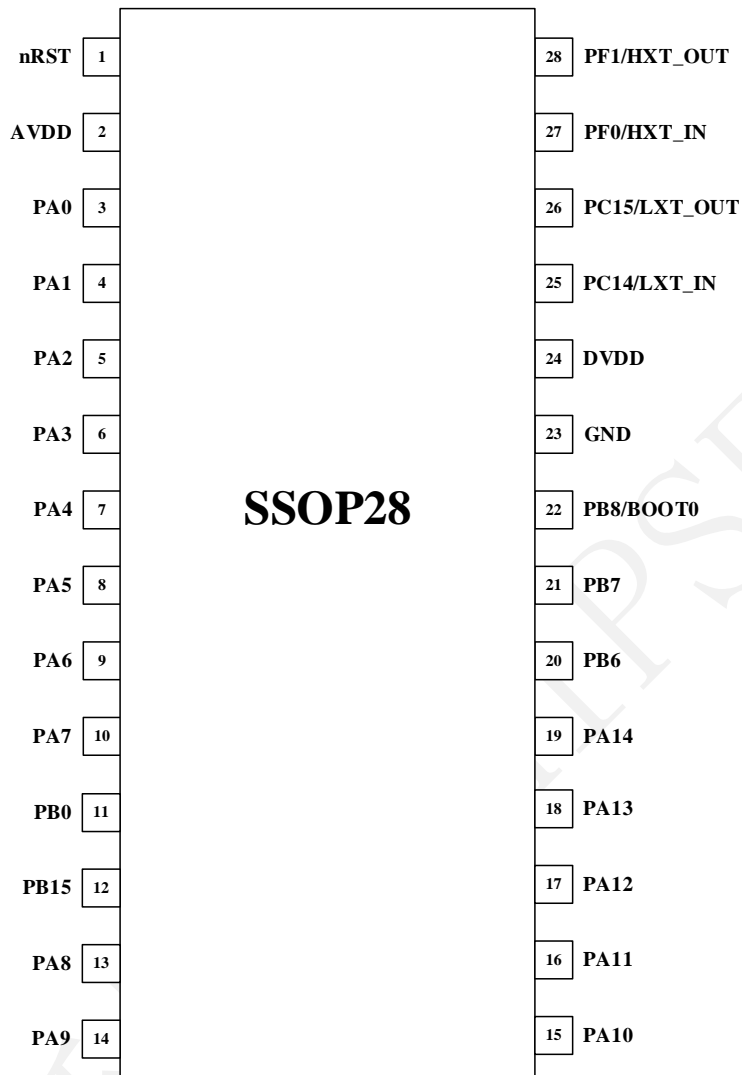 nRST 1 28 PF1/HXT_OUT
AVDD 2 27 PF0/HXT_IN
PA0 3 26 PC15/LXT_OUT
PA1 4 25 PC14/LXT_IN
PA2 5 24 DVDD
PA3 6 23 GND
PA4 7 SSOP28 22 PB8/BOOT0
PA5 8 21 PB7
PA6 9 20 PB6
PA7 10 19 PA14
PB0 11 18 PA13
PB15 12 17 PA12
PA8 13 16 PA11
PA9 14 15 PA10